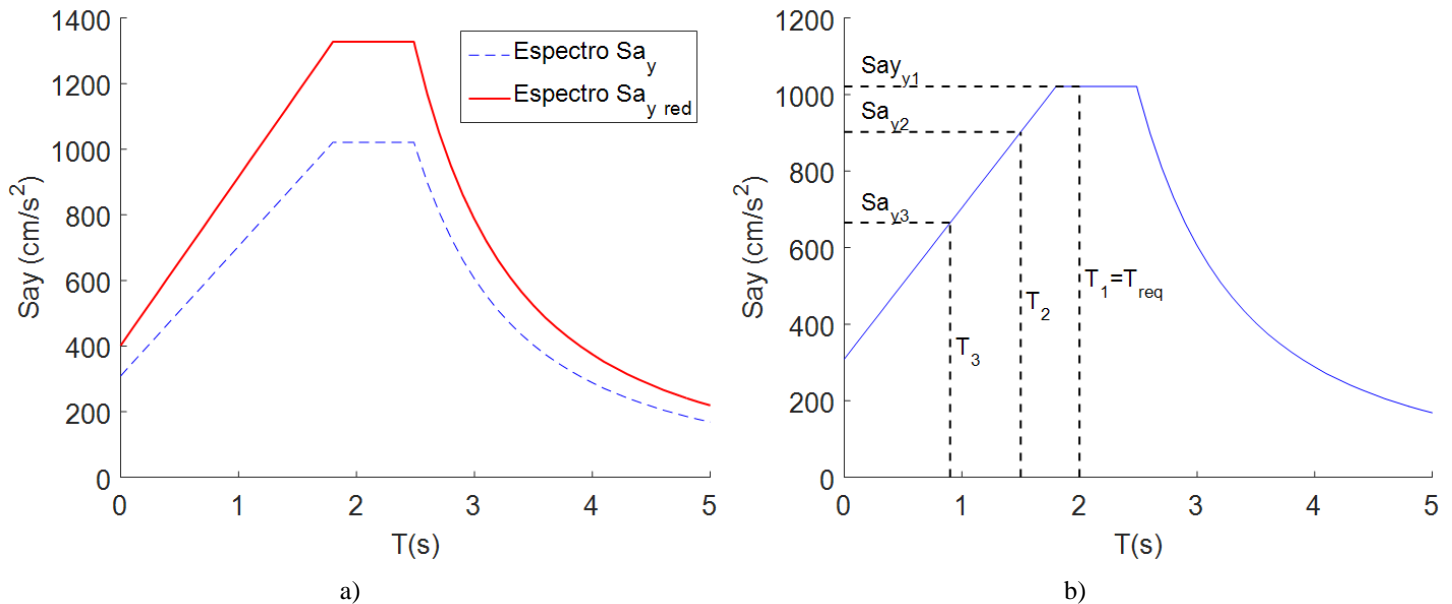 1400
1200
1000
800
600
400
200
0
Say (cm/s²)
0 1 2 3 4 5
T(s)
Espectro Sa_y
Espectro Sa_y red
a)
1200
1000
800
600
400
200
0
Say (cm/s²)
Say_y1
Sa_y2
Sa_y3
T_3
T_2
T_1=T_req
0 1 2 3 4 5
T(s)
b)